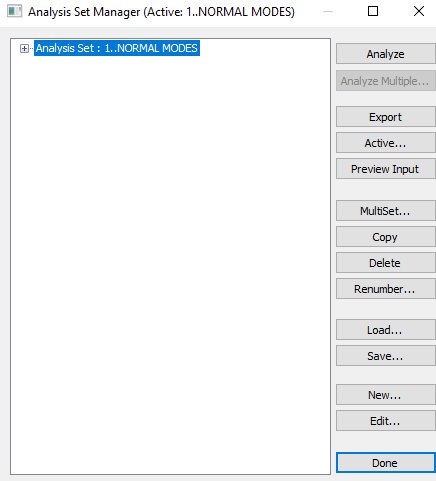 Analysis Set Manager (Active: 1..NORMAL MODES)
Analysis Set : 1..NORMAL MODES
Analyze
Analyze Multiple...
Export
Active...
Preview Input
MultiSet...
Copy
Delete
Renumber...
Load...
Save...
New...
Edit...
Done